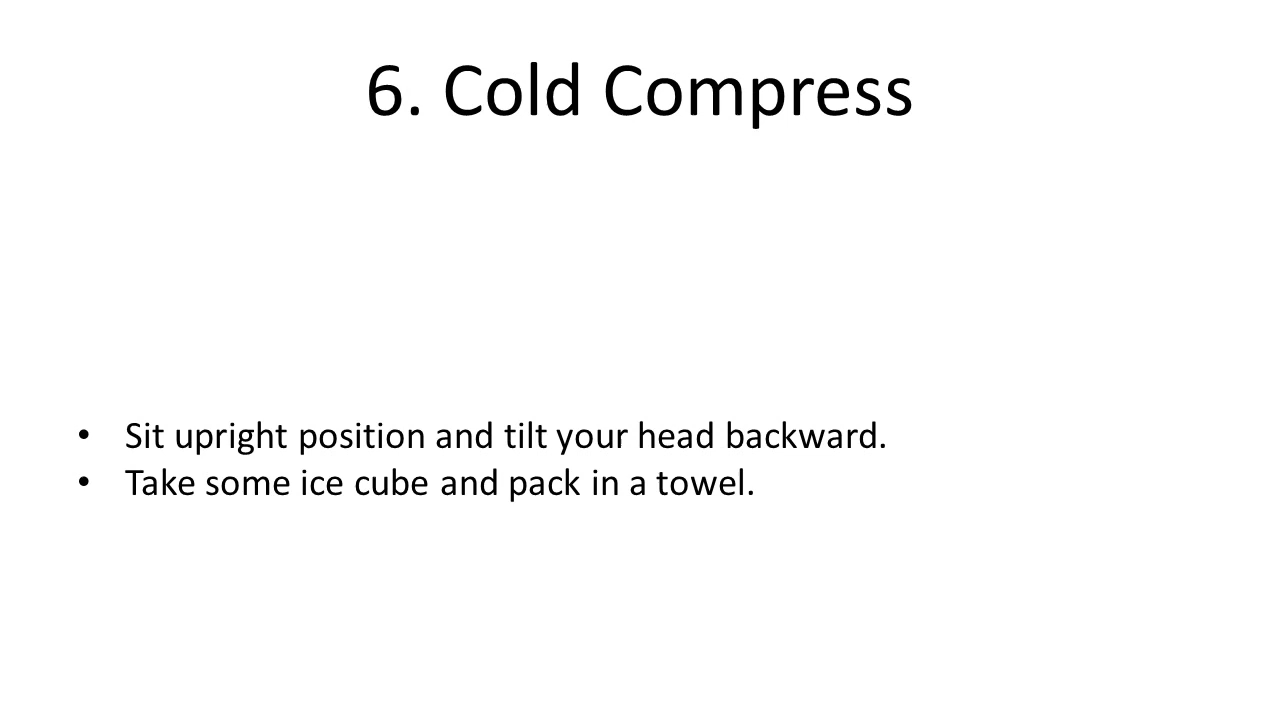 6. Cold Compress
• Sit upright position and tilt your head backward.
• Take some ice cube and pack in a towel.